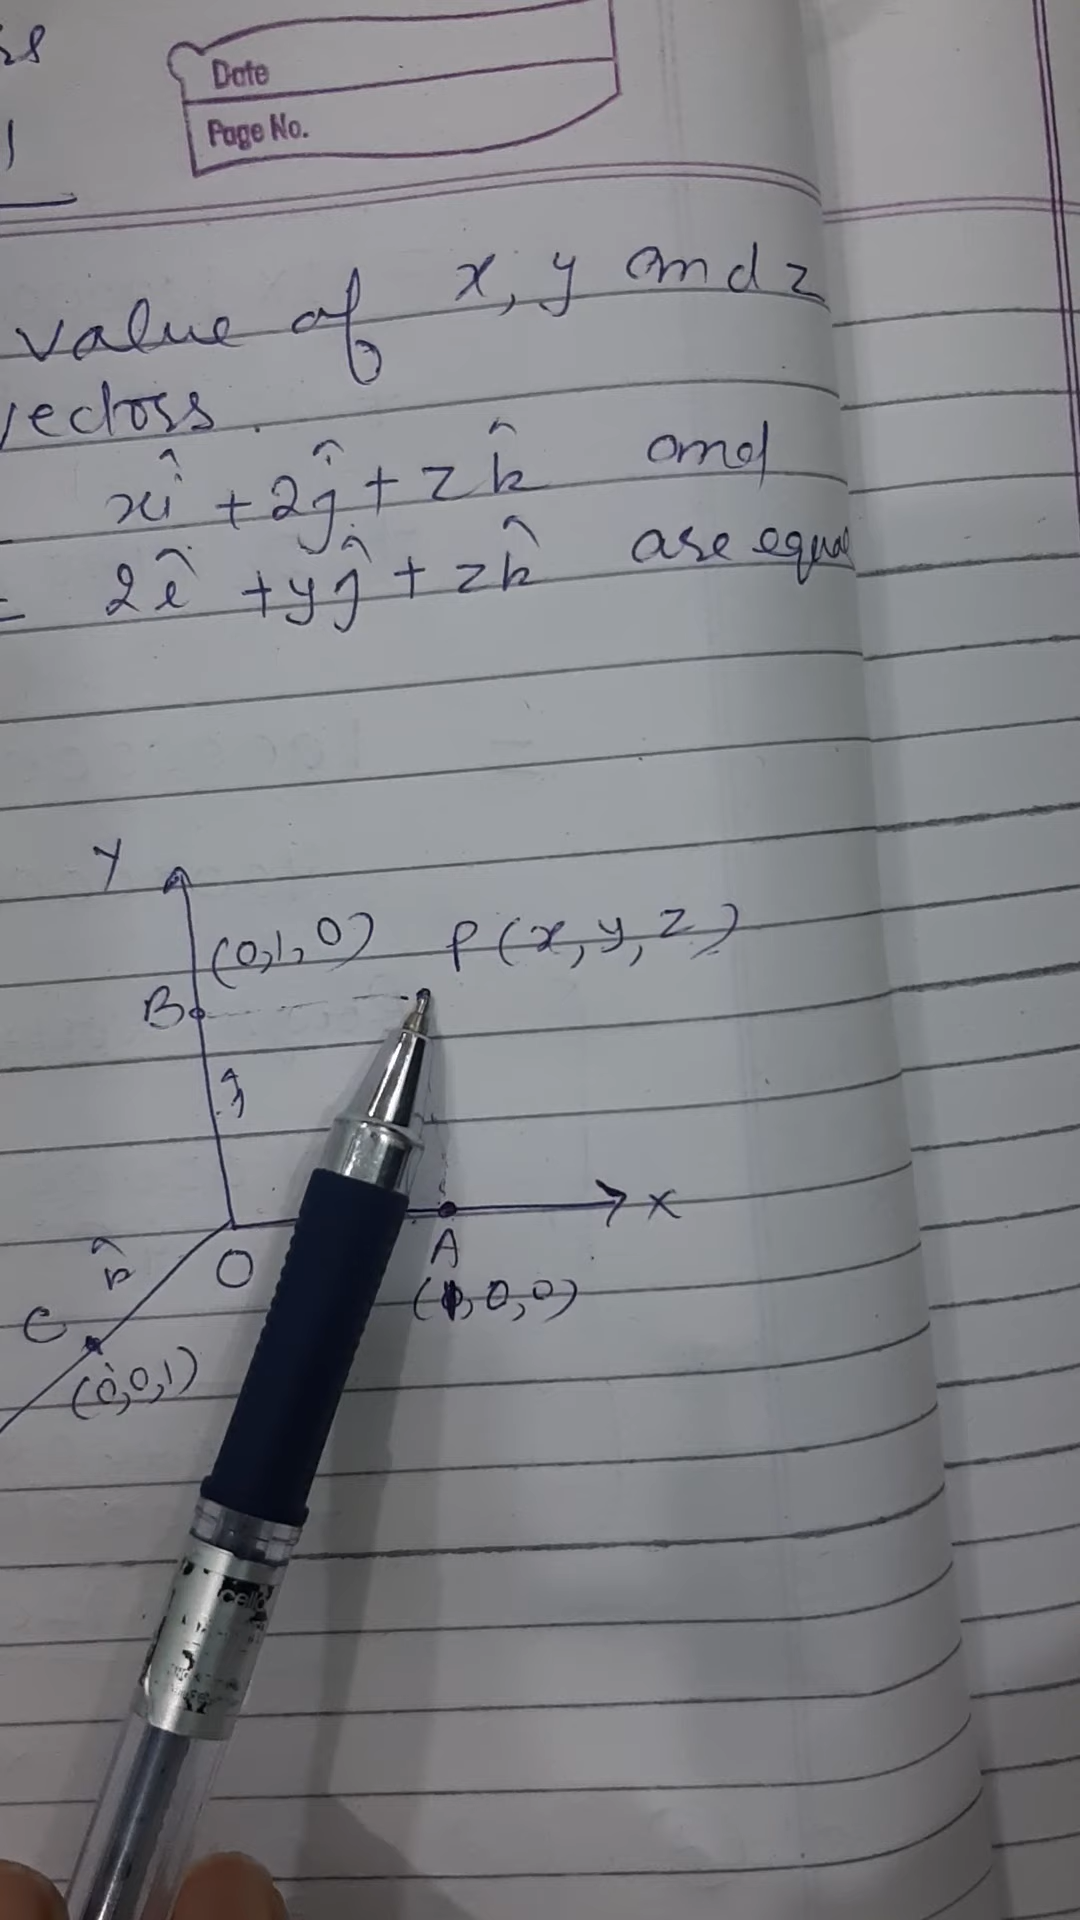 Date
Page No.
value of x, y and z
vectors.
xî + 2ĵ + zk̂ and
= 2î + yĵ + zk̂ are equal
Y
(0,1,0) P(x, y, z)
B
ĵ
X
k̂ O A
(1,0,0)
C
(0,0,1)
cello